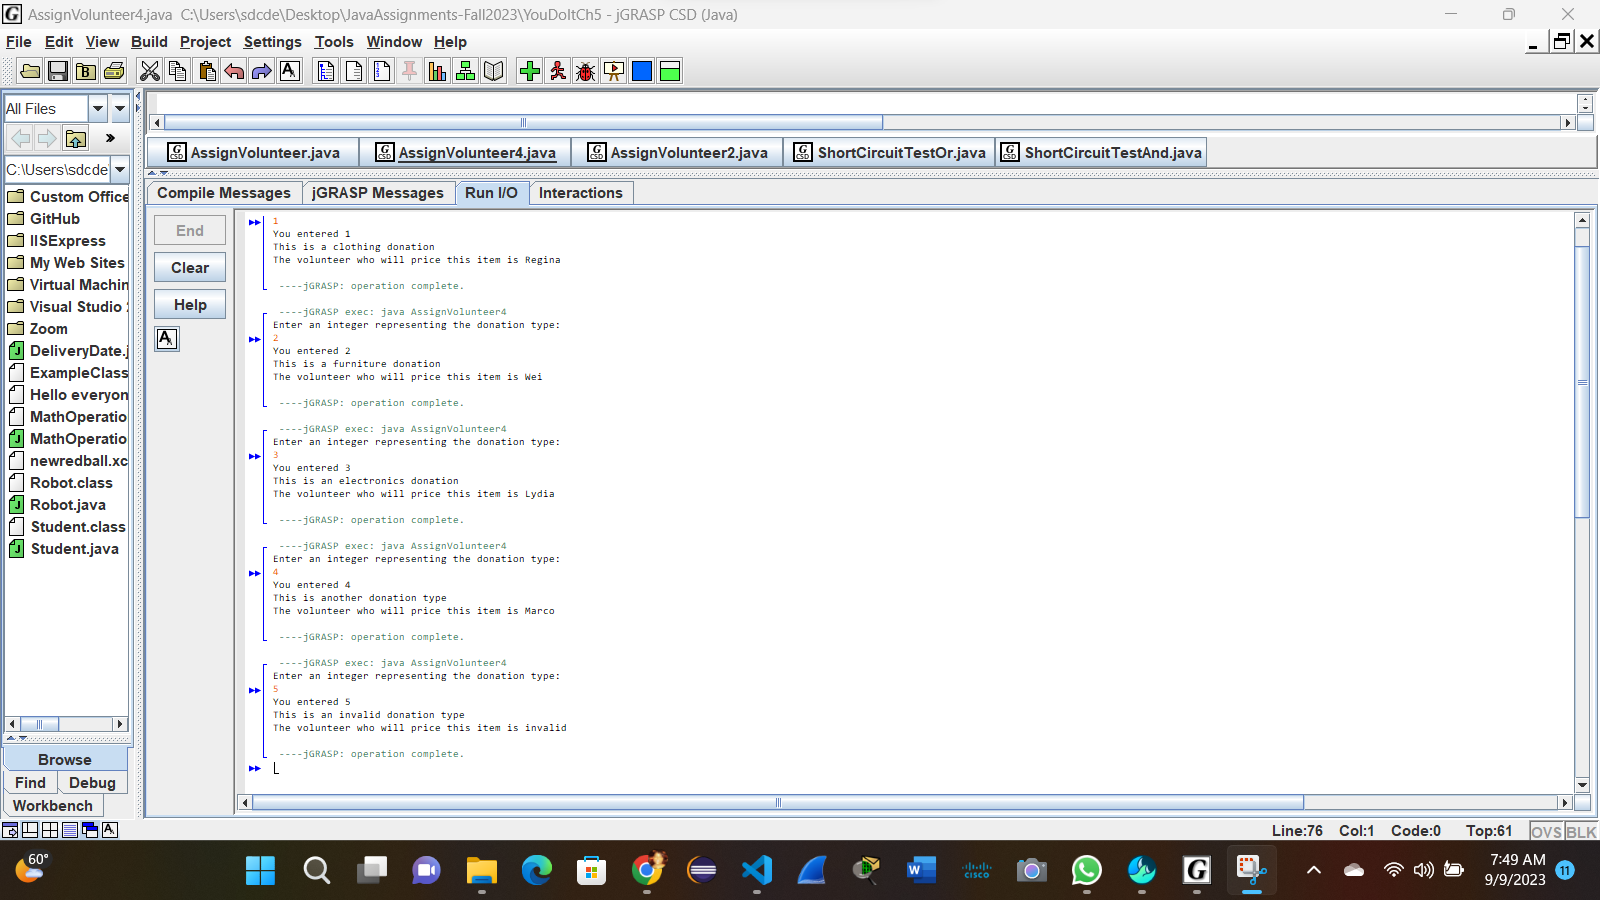 AssignVolunteer4.java C:\Users\sdcde\Desktop\JavaAssignments-Fall2023\YouDoItCh5 - jGRASP CSD (Java)
File Edit View Build Project Settings Tools Window Help
All Files
C:\Users\sdcde
Custom Office
GitHub
IISExpress
My Web Sites
Virtual Machin
Visual Studio
Zoom
DeliveryDate.j
ExampleClass
Hello everyon
MathOperatio
MathOperatio
newredball.xc
Robot.class
Robot.java
Student.class
Student.java
Browse
Find Debug
Workbench
AssignVolunteer.java AssignVolunteer4.java AssignVolunteer2.java ShortCircuitTestOr.java ShortCircuitTestAnd.java
Compile Messages jGRASP Messages Run I/O Interactions
End
Clear
Help
1
You entered 1
This is a clothing donation
The volunteer who will price this item is Regina
----jGRASP: operation complete.
----jGRASP exec: java AssignVolunteer4
Enter an integer representing the donation type:
2
You entered 2
This is a furniture donation
The volunteer who will price this item is Wei
----jGRASP: operation complete.
----jGRASP exec: java AssignVolunteer4
Enter an integer representing the donation type:
3
You entered 3
This is an electronics donation
The volunteer who will price this item is Lydia
----jGRASP: operation complete.
----jGRASP exec: java AssignVolunteer4
Enter an integer representing the donation type:
4
You entered 4
This is another donation type
The volunteer who will price this item is Marco
----jGRASP: operation complete.
----jGRASP exec: java AssignVolunteer4
Enter an integer representing the donation type:
5
You entered 5
This is an invalid donation type
The volunteer who will price this item is invalid
----jGRASP: operation complete.
Line:76 Col:1 Code:0 Top:61 OVS BLK
60°
cisco
7:49 AM
9/9/2023
11